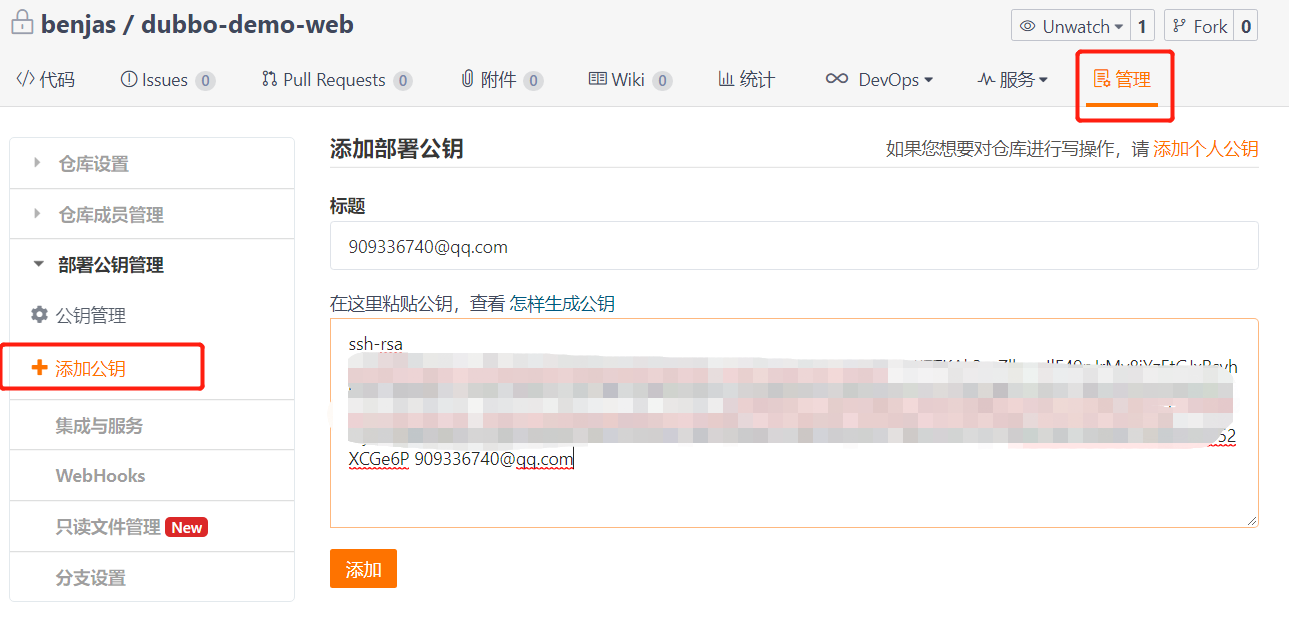 benjas / dubbo-demo-web
Unwatch 1 Fork 0
代码 Issues 0 Pull Requests 0 附件 0 Wiki 0 统计 DevOps 服务 管理
仓库设置
仓库成员管理
部署公钥管理
公钥管理
添加公钥
集成与服务
WebHooks
只读文件管理 New
分支设置
添加部署公钥
如果您想要对仓库进行写操作，请 添加个人公钥
标题
909336740@qq.com
在这里粘贴公钥，查看 怎样生成公钥
ssh-rsa
52
XCGe6P 909336740@qq.com
添加